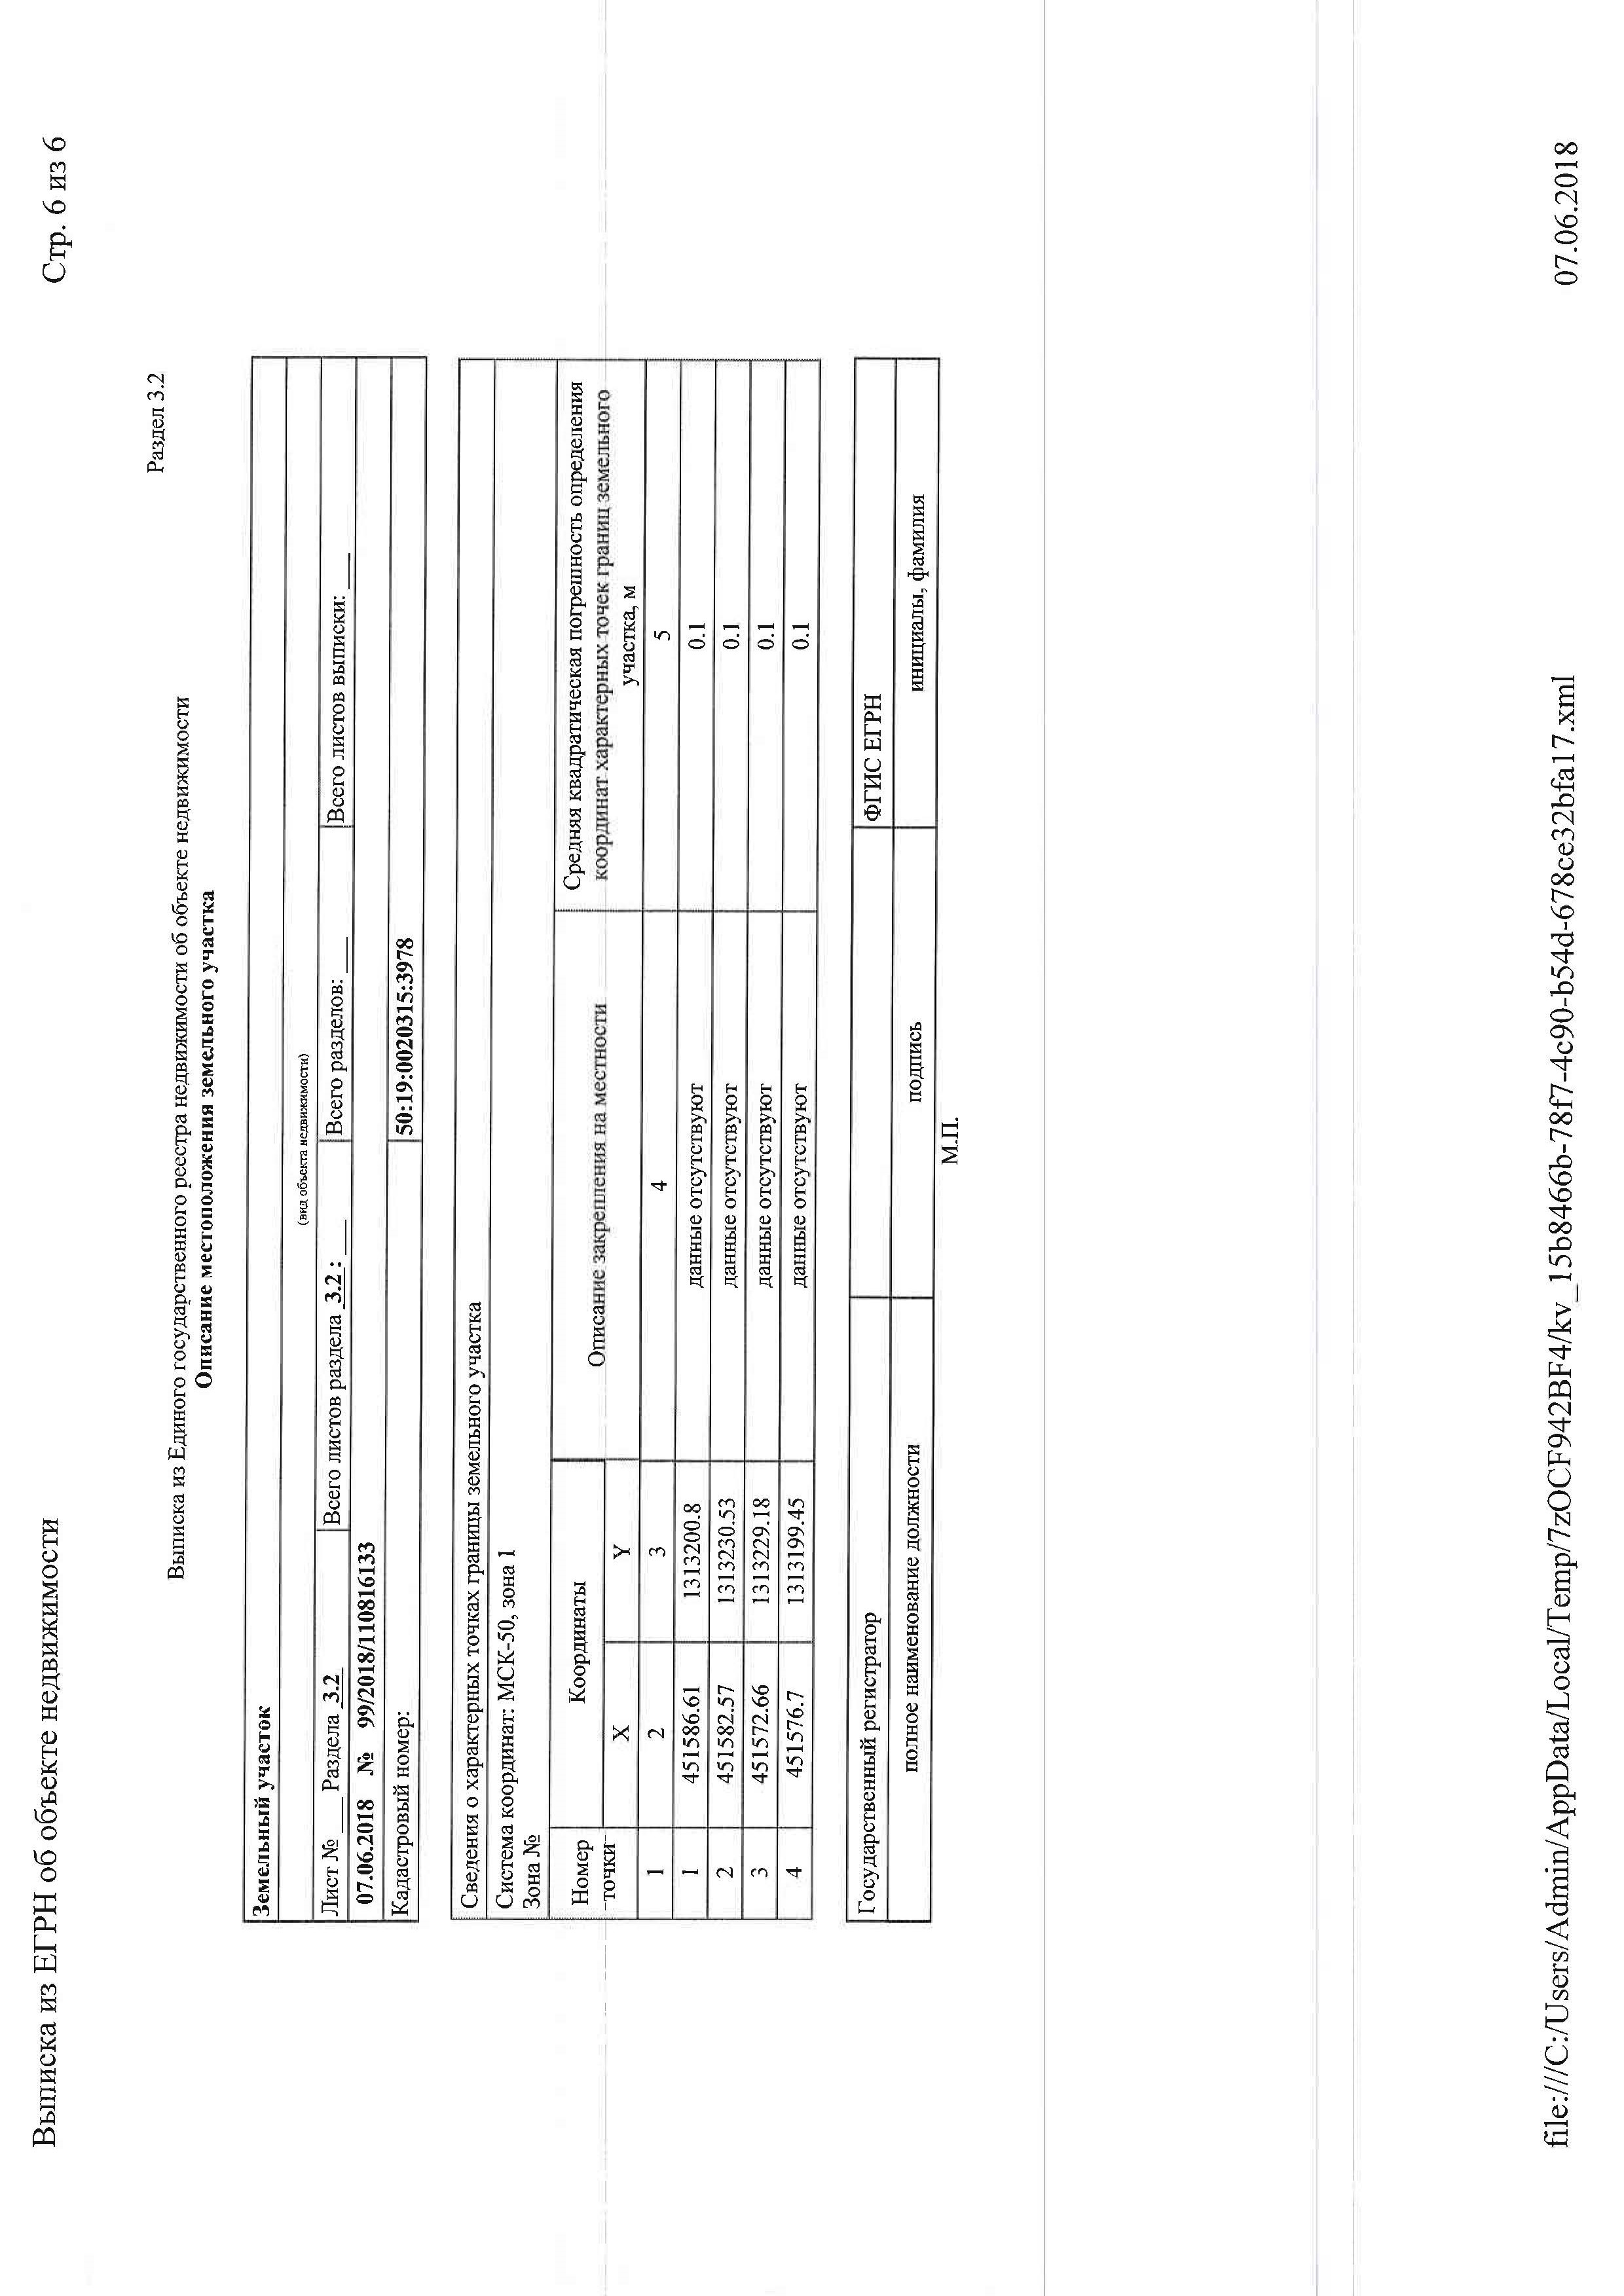 Выписка из ЕГРН об объекте недвижимости Стр. 6 из 6
Раздел 3.2
Выписка из Единого государственного реестра недвижимости об объекте недвижимости
Описание местоположения земельного участка
Земельный участок
(вид объекта недвижимости)
Лист № ___ Раздела 3.2 Всего листов раздела 3.2 : ___ Всего разделов: ___ Всего листов выписки: ___
07.06.2018 № 99/2018/110816133
Кадастровый номер: 50:19:0020315:3978
Сведения о характерных точках границы земельного участка
Система координат: МСК-50, зона 1
Зона №
Номер точки Координаты Описание закрепления на местности Средняя квадратическая погрешность определения
координат характерных точек границ земельного
участка, м
X Y
1 2 3 4 5
1 451586.61 1313200.8 данные отсутствуют 0.1
2 451582.57 1313230.53 данные отсутствуют 0.1
3 451572.66 1313229.18 данные отсутствуют 0.1
4 451576.7 1313199.45 данные отсутствуют 0.1
Государственный регистратор ФГИС ЕГРН
полное наименование должности подпись инициалы, фамилия
М.П.
file:///C:/Users/Admin/AppData/Local/Temp/7zOCF942BF4/kv_15b8466b-78f7-4c90-b54d-678ce32bfa17.xml 07.06.2018